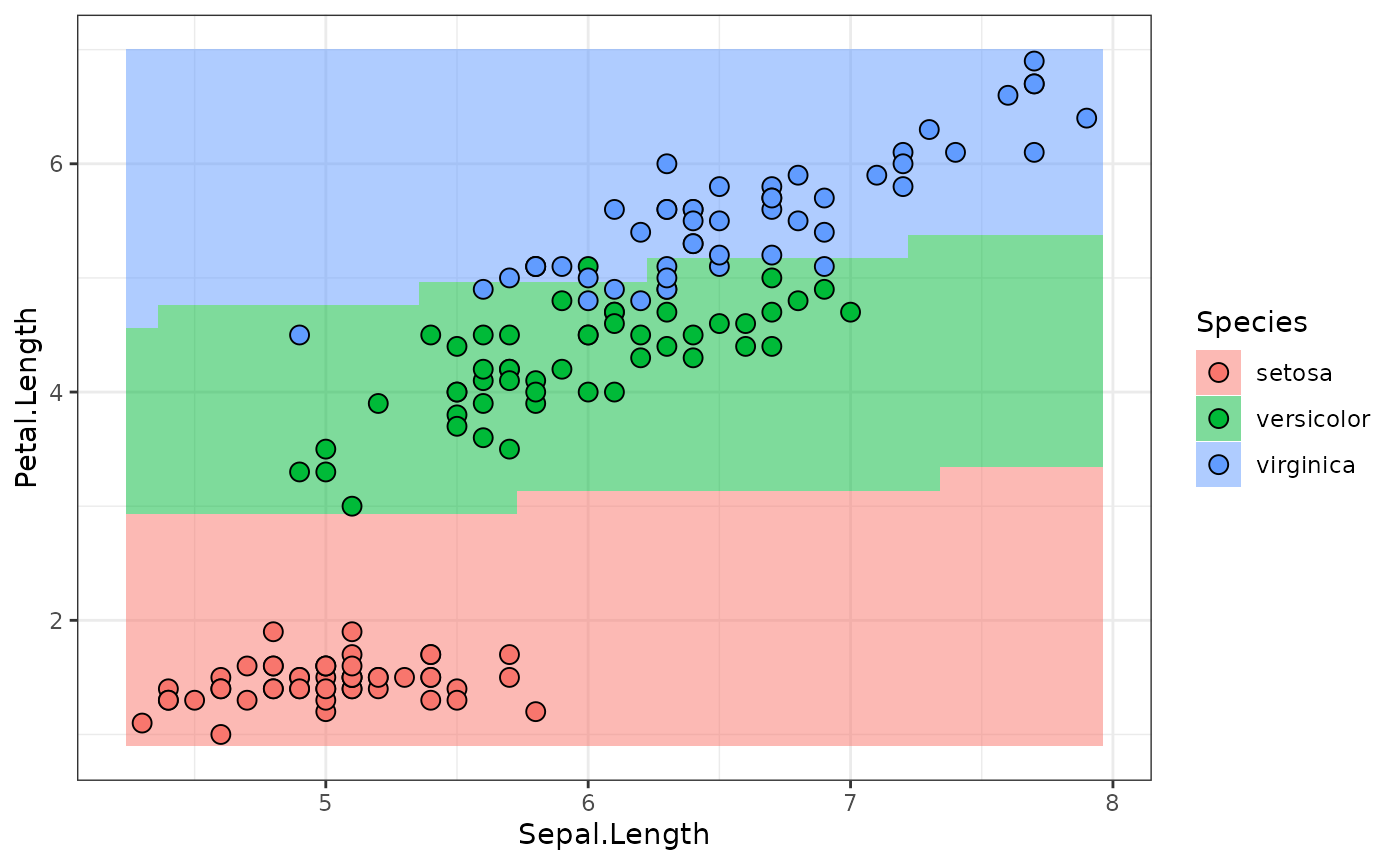 Petal.Length
6
4
2
5 6 7 8
Sepal.Length
Species
setosa
versicolor
virginica